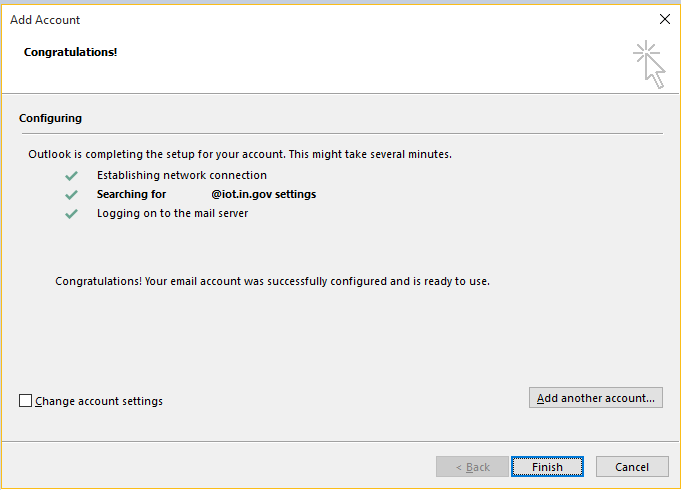 Add Account
Congratulations!
Configuring
Outlook is completing the setup for your account. This might take several minutes.
Establishing network connection
Searching for @iot.in.gov settings
Logging on to the mail server
Congratulations! Your email account was successfully configured and is ready to use.
Change account settings
Add another account...
< Back
Finish
Cancel